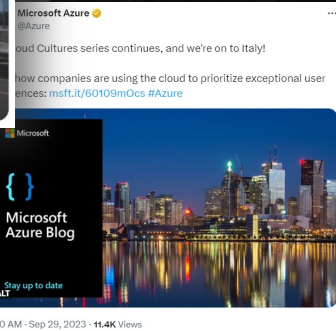 Microsoft Azure
@Azure
oud Cultures series continues, and we're on to Italy!
how companies are using the cloud to prioritize exceptional user
ences: msft.it/60109mOcs #Azure
Microsoft
{ }
Microsoft
Azure Blog
Stay up to date
ALT
0 AM · Sep 29, 2023 · 11.4K Views